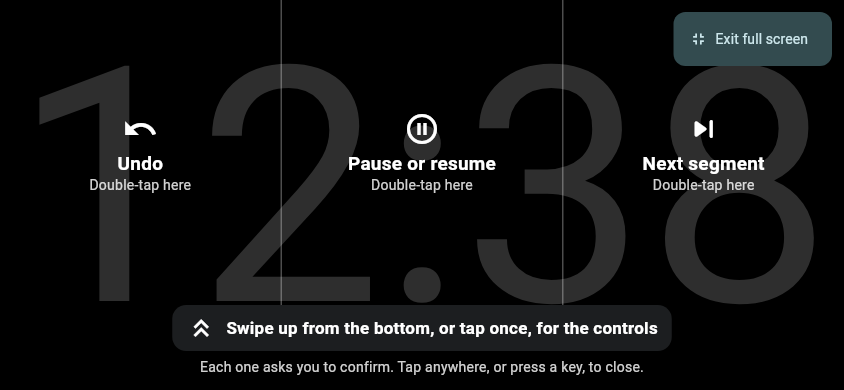 Exit full screen
12:38
Undo
Double-tap here
Pause or resume
Double-tap here
Next segment
Double-tap here
Swipe up from the bottom, or tap once, for the controls
Each one asks you to confirm. Tap anywhere, or press a key, to close.